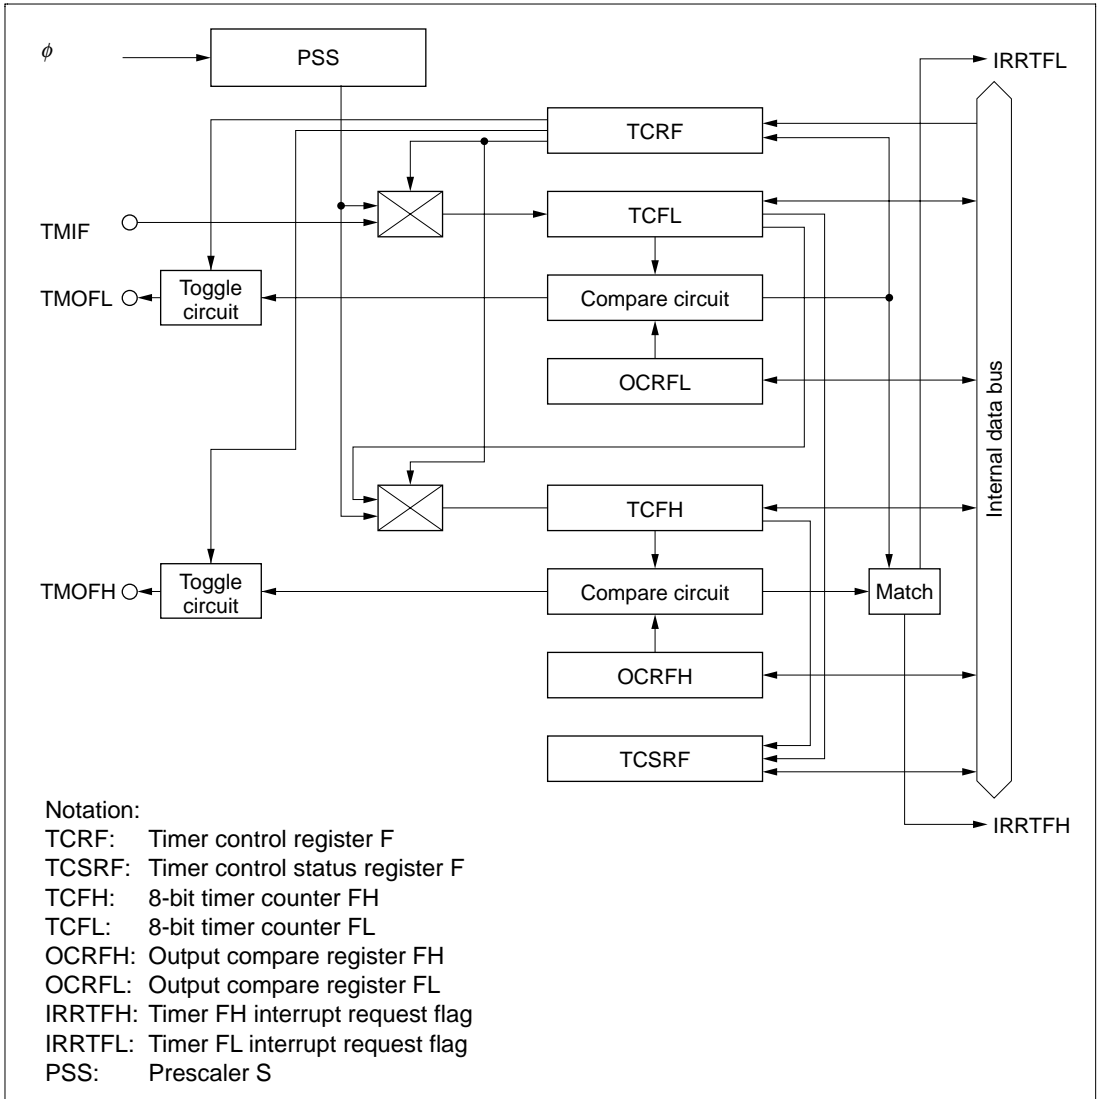 ϕ
PSS
IRRTFL
TCRF
TMIF
TCFL
TMOFL
Toggle
circuit
Compare circuit
OCRFL
Internal data bus
TCFH
TMOFH
Toggle
circuit
Compare circuit
Match
OCRFH
TCSRF
IRRTFH
Notation:
TCRF: Timer control register F
TCSRF: Timer control status register F
TCFH: 8-bit timer counter FH
TCFL: 8-bit timer counter FL
OCRFH: Output compare register FH
OCRFL: Output compare register FL
IRRTFH: Timer FH interrupt request flag
IRRTFL: Timer FL interrupt request flag
PSS: Prescaler S